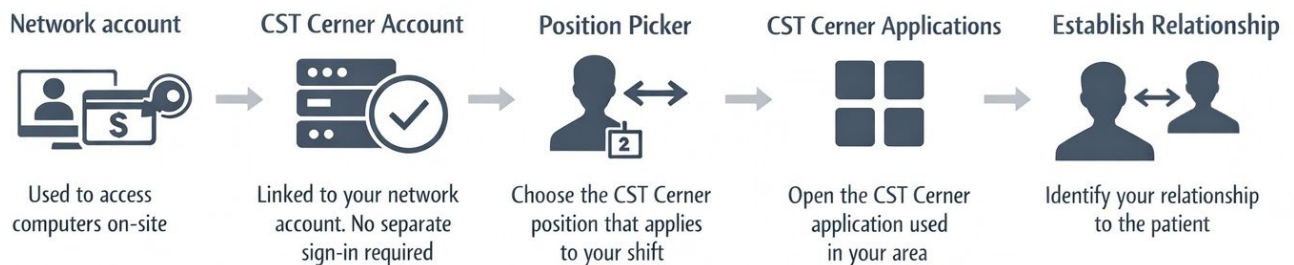 Network account
CST Cerner Account
Position Picker
CST Cerner Applications
Establish Relationship
$
2
Used to access
computers on-site
Linked to your network
account. No separate
sign-in required
Choose the CST Cerner
position that applies
to your shift
Open the CST Cerner
application used
in your area
Identify your relationship
to the patient